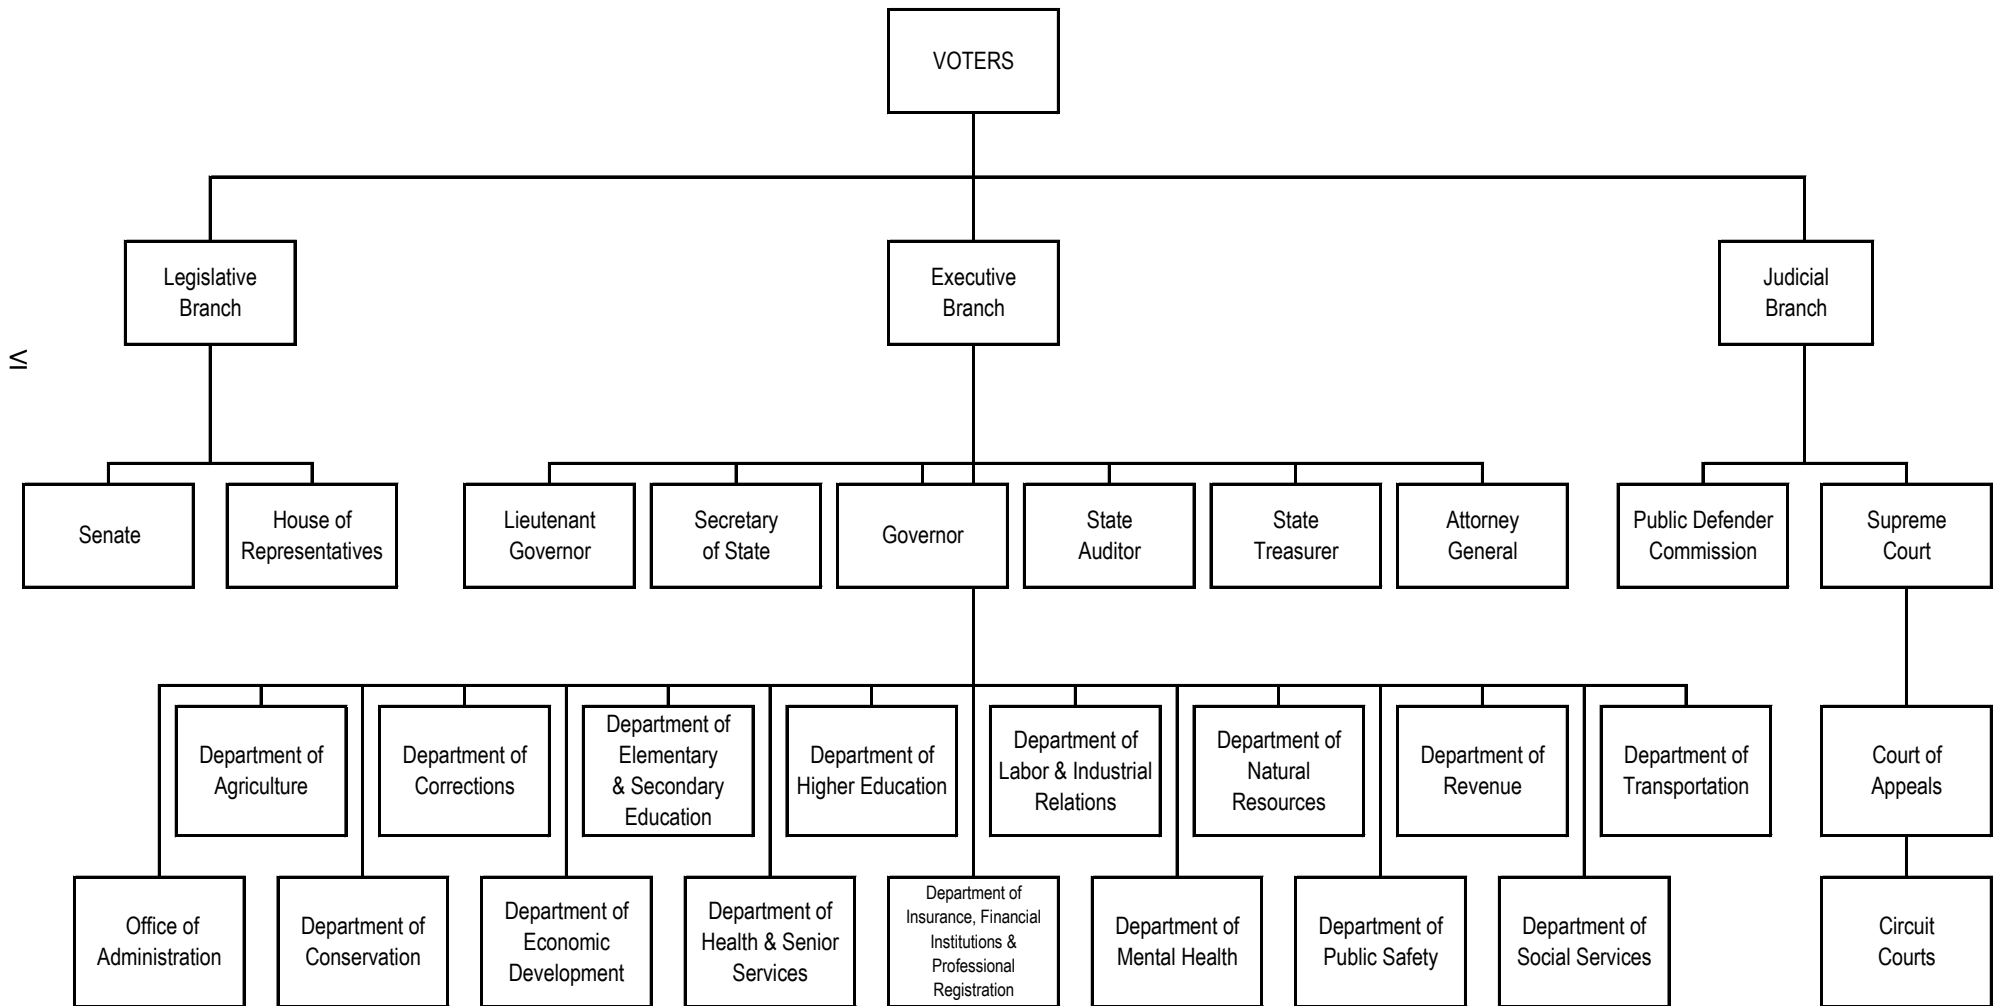 VOTERS
Legislative
Branch
Executive
Branch
Judicial
Branch
VI
Senate
House of
Representatives
Lieutenant
Governor
Secretary
of State
Governor
State
Auditor
State
Treasurer
Attorney
General
Public Defender
Commission
Supreme
Court
Department of
Agriculture
Department of
Corrections
Department of
Elementary
& Secondary
Education
Department of
Higher Education
Department of
Labor & Industrial
Relations
Department of
Natural
Resources
Department of
Revenue
Department of
Transportation
Court of
Appeals
Office of
Administration
Department of
Conservation
Department of
Economic
Development
Department of
Health & Senior
Services
Department of
Insurance, Financial
Institutions &
Professional
Registration
Department of
Mental Health
Department of
Public Safety
Department of
Social Services
Circuit
Courts